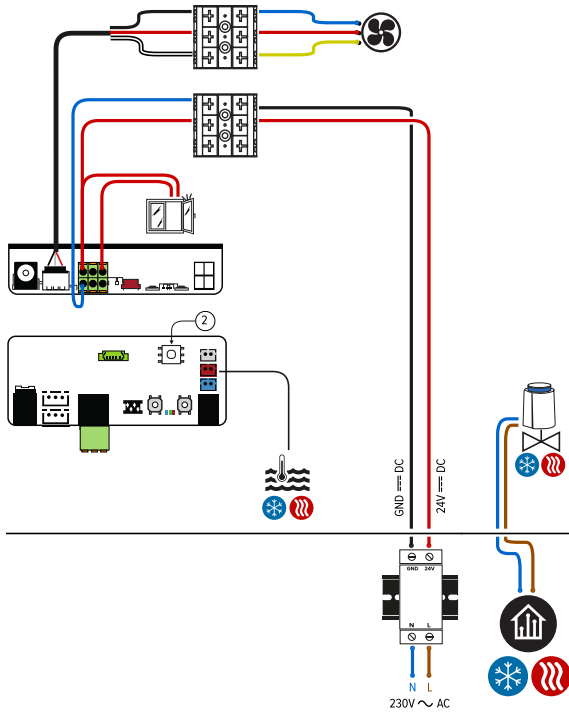 2
GND ⎓ DC
24V ⎓ DC
GND 24V
N L
N L
230V ~ AC